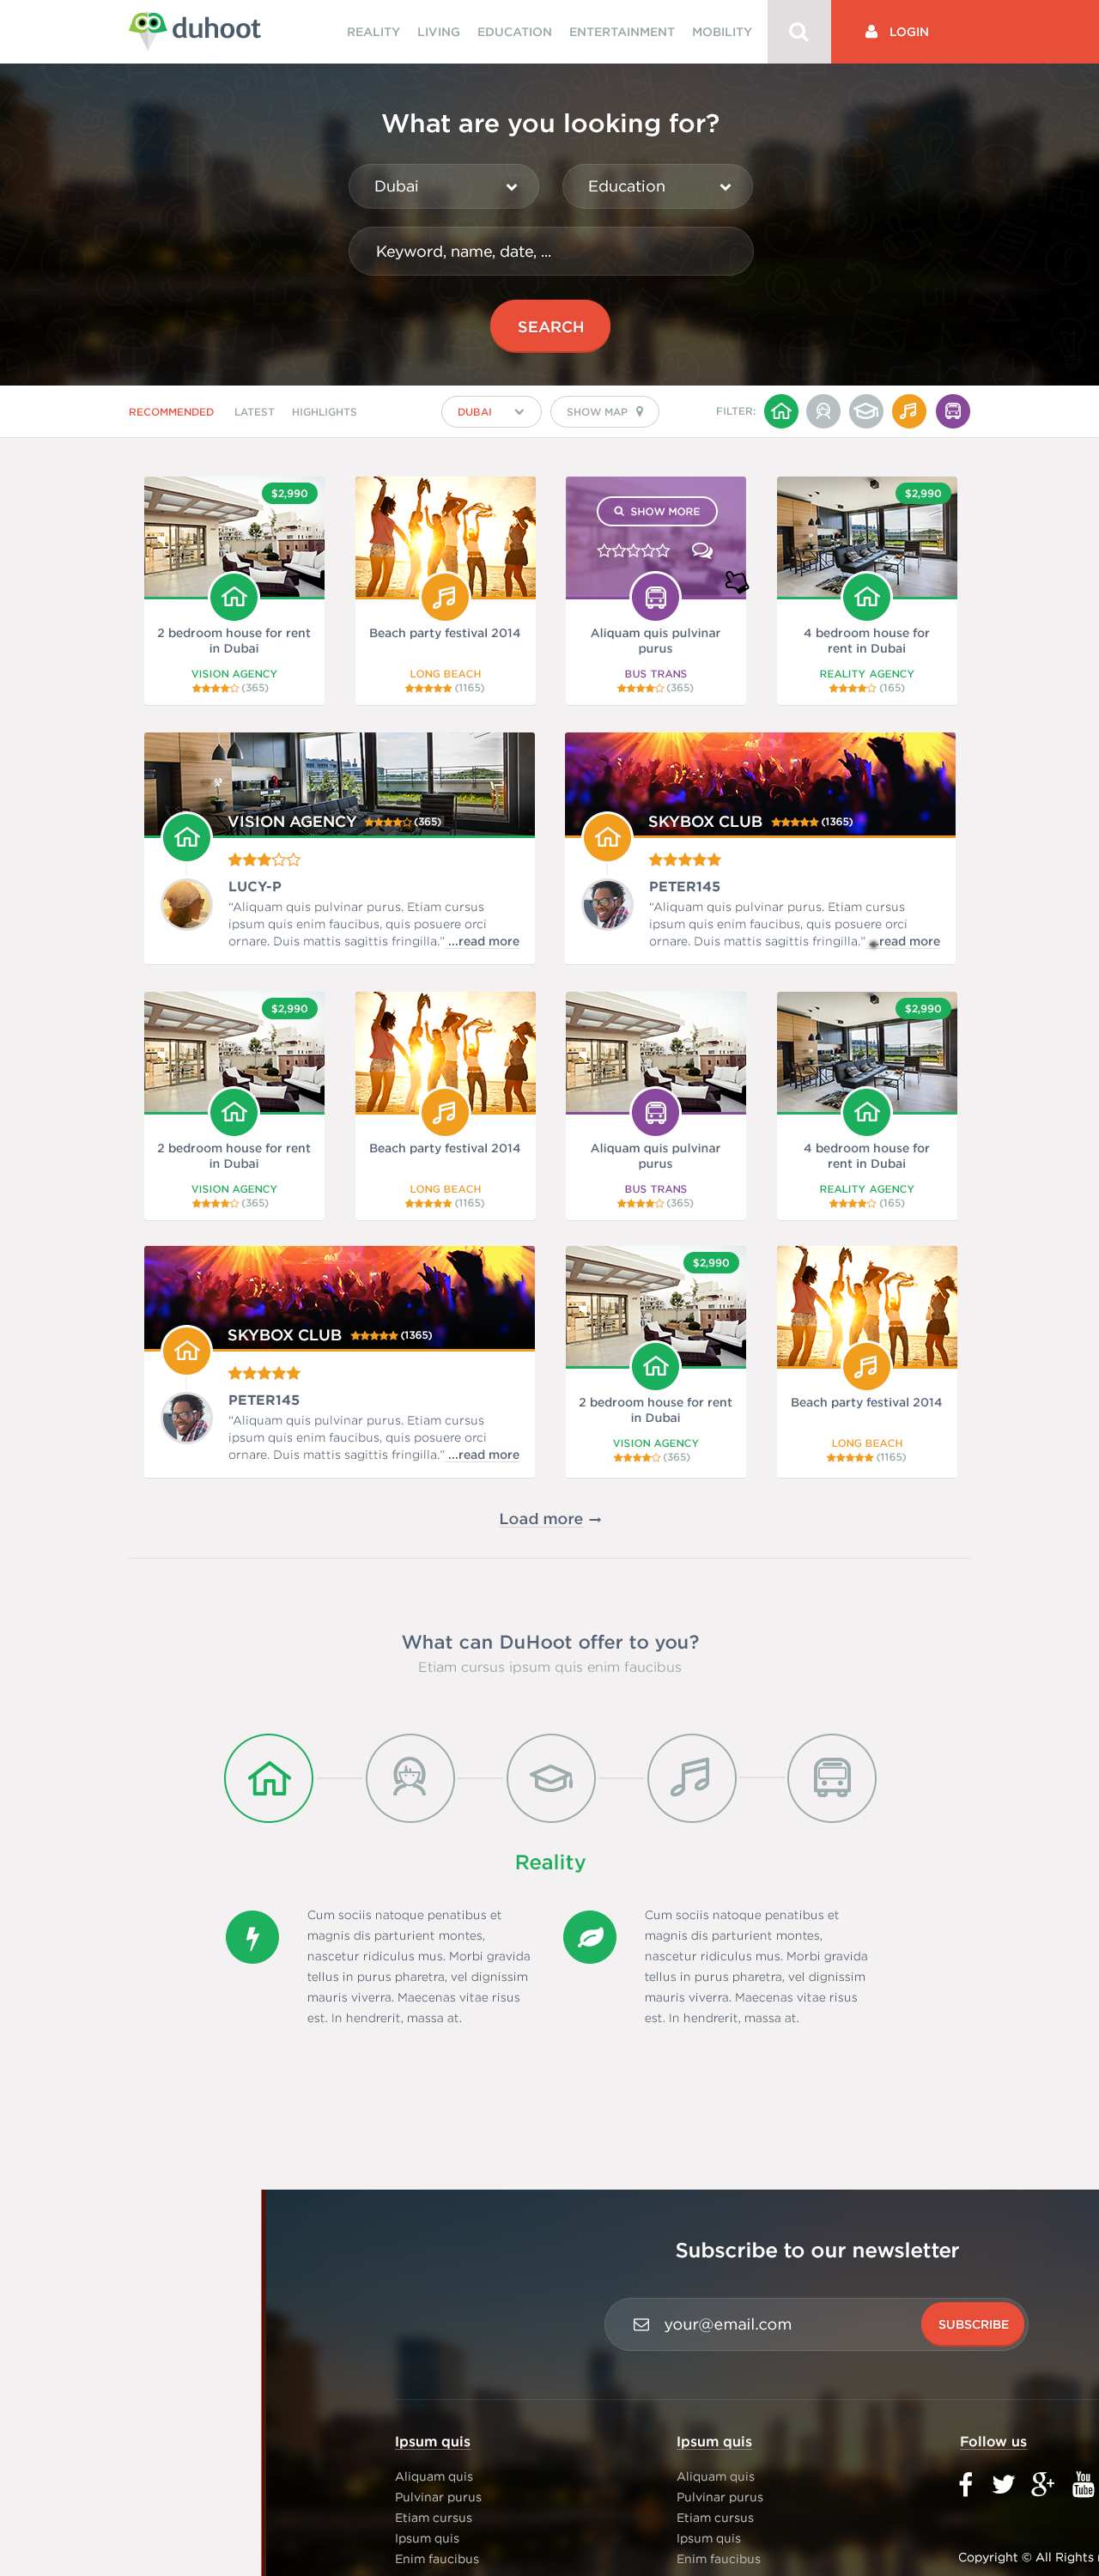 duhoot
REALITY LIVING EDUCATION ENTERTAINMENT MOBILITY
LOGIN
What are you looking for?
Dubai
Education
Keyword, name, date, ...
SEARCH
RECOMMENDED LATEST HIGHLIGHTS
DUBAI
SHOW MAP
FILTER:
$2,990
2 bedroom house for rent
in Dubai
VISION AGENCY
(365)
Beach party festival 2014
LONG BEACH
(1165)
SHOW MORE
Aliquam quis pulvinar
purus
BUS TRANS
(365)
$2,990
4 bedroom house for
rent in Dubai
REALITY AGENCY
(165)
VISION AGENCY (365)
LUCY-P
“Aliquam quis pulvinar purus. Etiam cursus
ipsum quis enim faucibus, quis posuere orci
ornare. Duis mattis sagittis fringilla.” ...read more
SKYBOX CLUB (1365)
PETER145
“Aliquam quis pulvinar purus. Etiam cursus
ipsum quis enim faucibus, quis posuere orci
ornare. Duis mattis sagittis fringilla.” ...read more
$2,990
2 bedroom house for rent
in Dubai
VISION AGENCY
(365)
Beach party festival 2014
LONG BEACH
(1165)
Aliquam quis pulvinar
purus
BUS TRANS
(365)
$2,990
4 bedroom house for
rent in Dubai
REALITY AGENCY
(165)
SKYBOX CLUB (1365)
PETER145
“Aliquam quis pulvinar purus. Etiam cursus
ipsum quis enim faucibus, quis posuere orci
ornare. Duis mattis sagittis fringilla.” ...read more
$2,990
2 bedroom house for rent
in Dubai
VISION AGENCY
(365)
Beach party festival 2014
LONG BEACH
(1165)
Load more →
What can DuHoot offer to you?
Etiam cursus ipsum quis enim faucibus
Reality
Cum sociis natoque penatibus et
magnis dis parturient montes,
nascetur ridiculus mus. Morbi gravida
tellus in purus pharetra, vel dignissim
mauris viverra. Maecenas vitae risus
est. In hendrerit, massa at.
Cum sociis natoque penatibus et
magnis dis parturient montes,
nascetur ridiculus mus. Morbi gravida
tellus in purus pharetra, vel dignissim
mauris viverra. Maecenas vitae risus
est. In hendrerit, massa at.
Subscribe to our newsletter
your@email.com
SUBSCRIBE
Ipsum quis
Aliquam quis
Pulvinar purus
Etiam cursus
Ipsum quis
Enim faucibus
Ipsum quis
Aliquam quis
Pulvinar purus
Etiam cursus
Ipsum quis
Enim faucibus
Follow us
You Tube
Copyright © All Rights